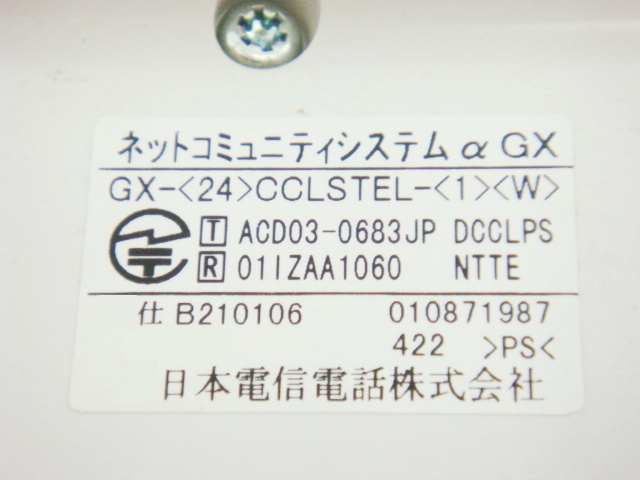 ネットコミュニティシステム α GX
GX-<24>CCLSTEL-<1><W>
T ACD03-0683JP DCCLPS
R 01IZAA1060 NTTE
仕 B210106 010871987
422 >PS<
日本電信電話株式会社